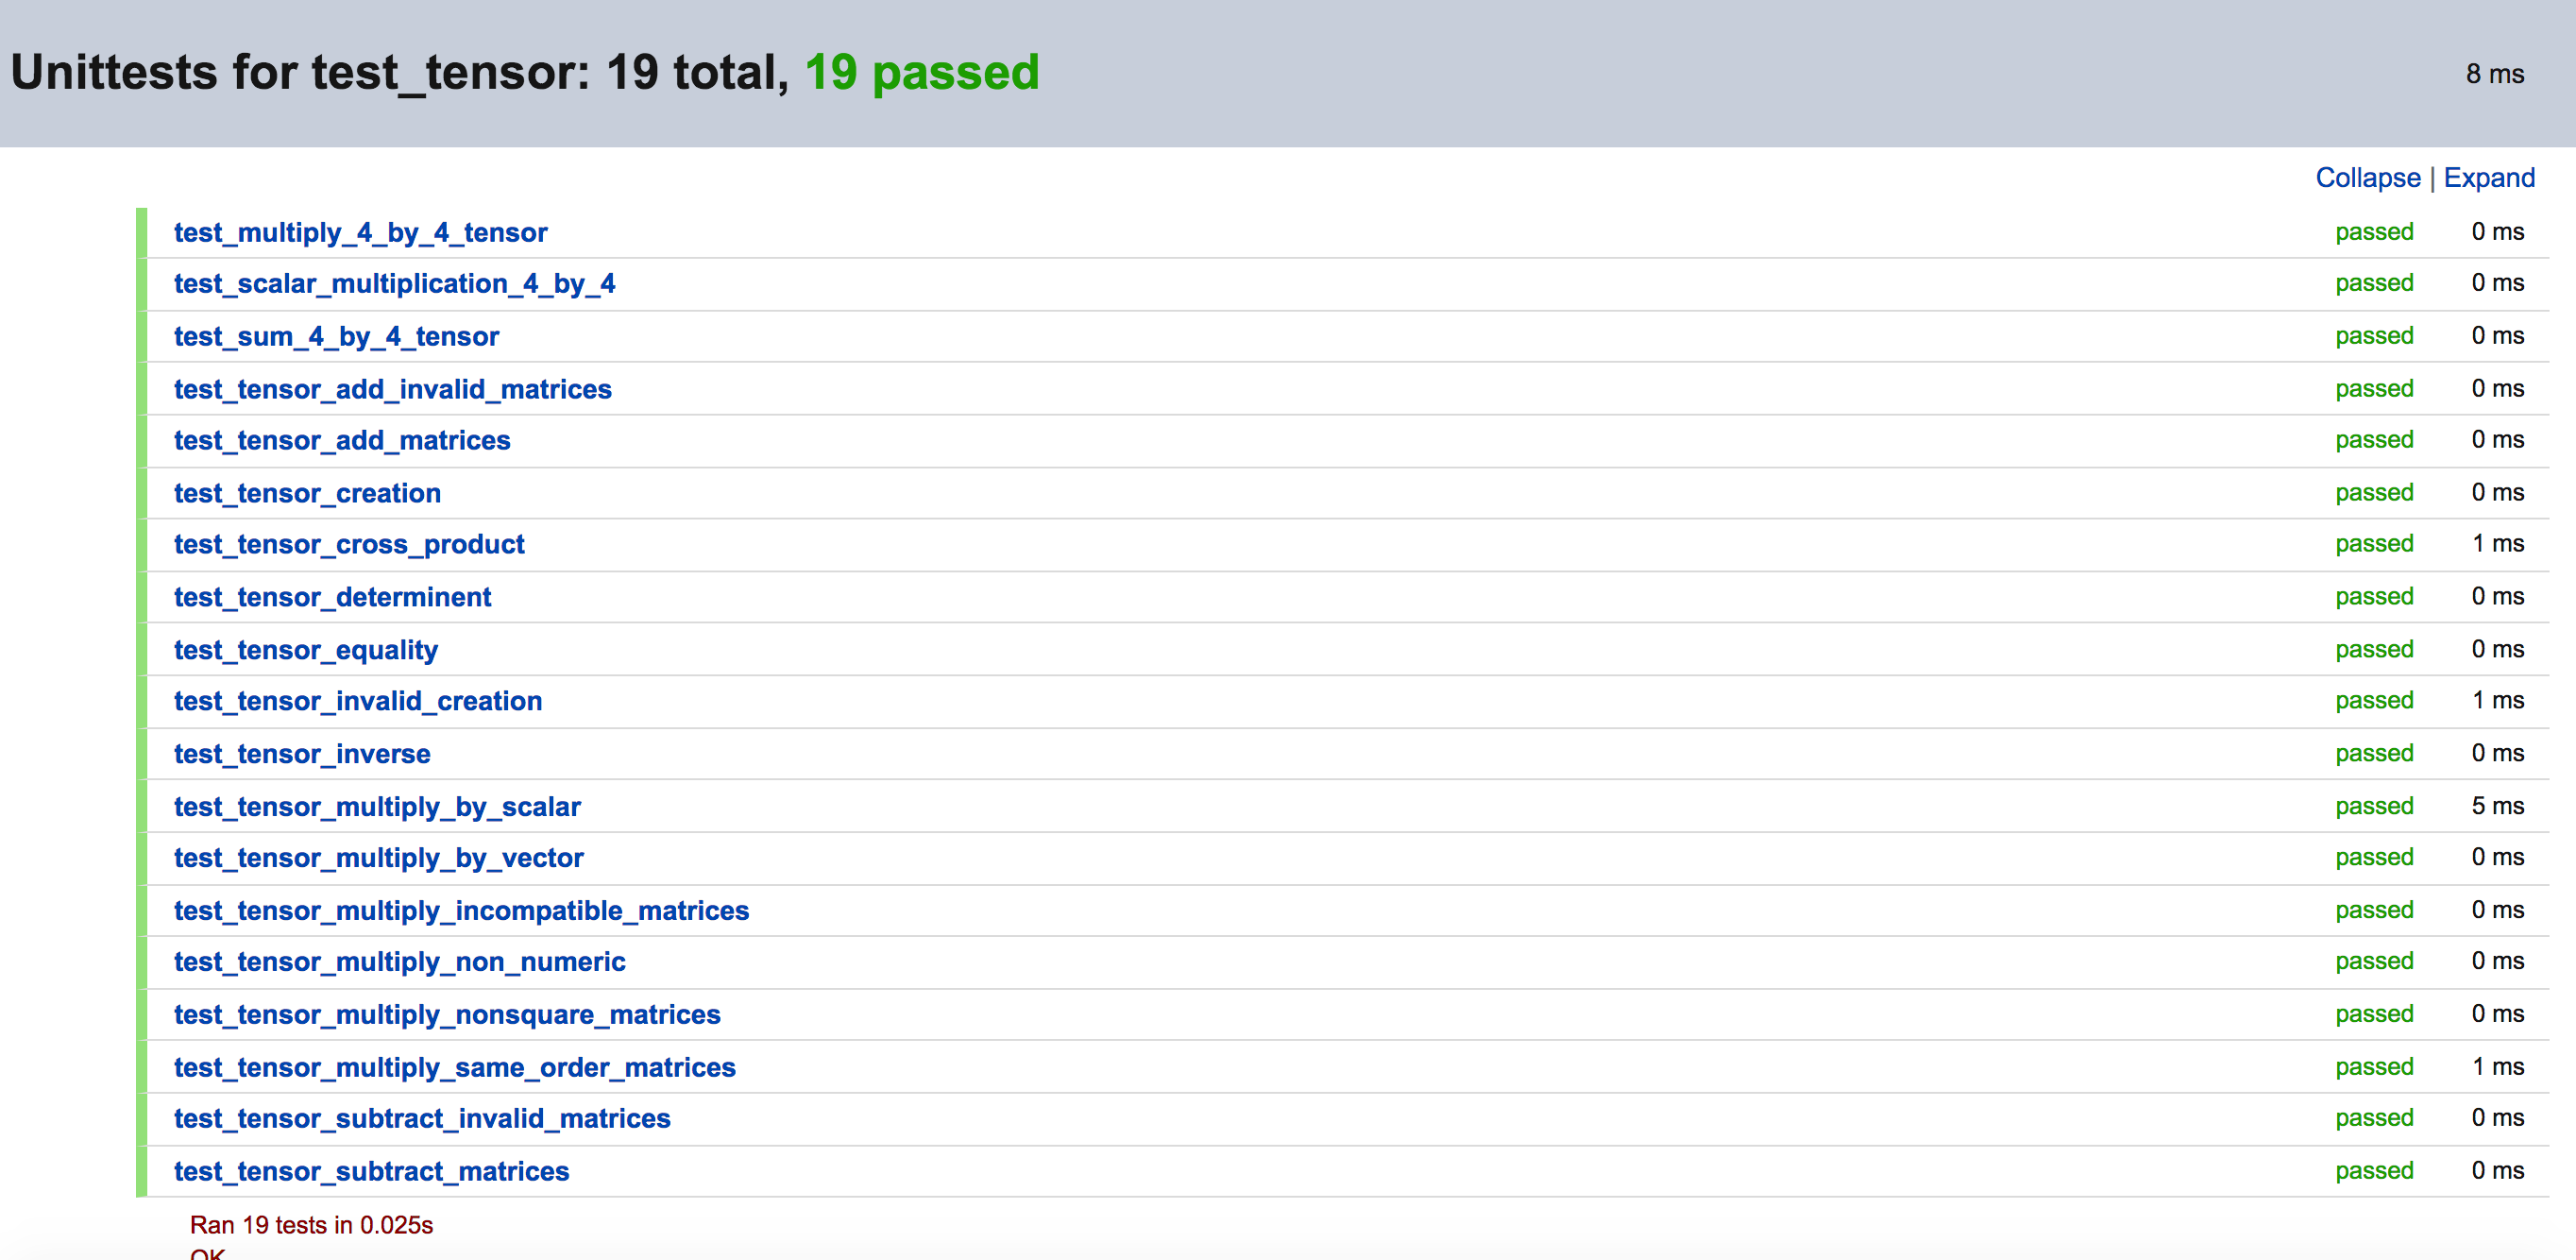 Unittests for test_tensor: 19 total, 19 passed 8 ms
Collapse | Expand
test_multiply_4_by_4_tensor passed 0 ms
test_scalar_multiplication_4_by_4 passed 0 ms
test_sum_4_by_4_tensor passed 0 ms
test_tensor_add_invalid_matrices passed 0 ms
test_tensor_add_matrices passed 0 ms
test_tensor_creation passed 0 ms
test_tensor_cross_product passed 1 ms
test_tensor_determinent passed 0 ms
test_tensor_equality passed 0 ms
test_tensor_invalid_creation passed 1 ms
test_tensor_inverse passed 0 ms
test_tensor_multiply_by_scalar passed 5 ms
test_tensor_multiply_by_vector passed 0 ms
test_tensor_multiply_incompatible_matrices passed 0 ms
test_tensor_multiply_non_numeric passed 0 ms
test_tensor_multiply_nonsquare_matrices passed 0 ms
test_tensor_multiply_same_order_matrices passed 1 ms
test_tensor_subtract_invalid_matrices passed 0 ms
test_tensor_subtract_matrices passed 0 ms
Ran 19 tests in 0.025s
OK